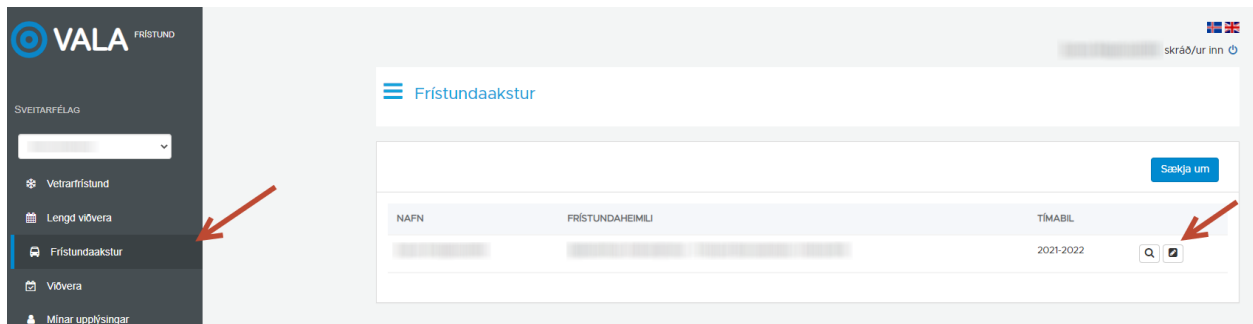 VALA FRÍSTUND
skráð/ur inn
Frístundaakstur
SVEITARFÉLAG
Sækja um
Vetrarfrístund
Lengd viðvera
NAFN FRÍSTUNDAHEIMILI TÍMABIL
Frístundaakstur
2021-2022
Viðvera
Mínar upplýsingar